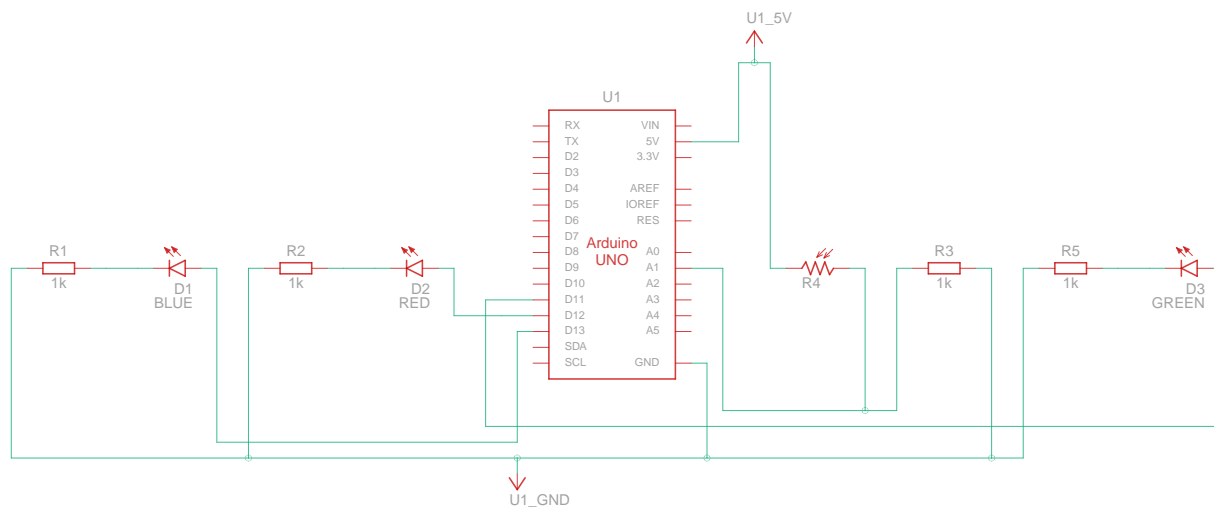 U1_5V
U1
RX VIN
TX 5V
D2 3.3V
D3
D4 AREF
D5 IOREF
D6 RES
D7
Arduino
UNO
D8 A0
D9 A1
D10 A2
D11 A3
D12 A4
D13 A5
SDA
SCL GND
R1
1k
D1
BLUE
R2
1k
D2
RED
R4
R3
1k
R5
1k
D3
GREEN
U1_GND